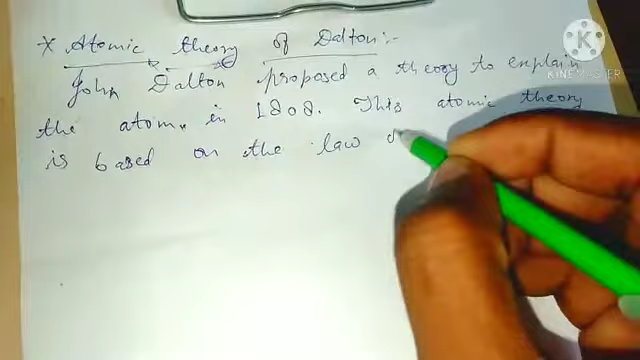 * Atomic theory of Dalton:-
John Dalton proposed a theory to explain
the atom in 1808. This atomic theory
is based on the law
KINEMASTER